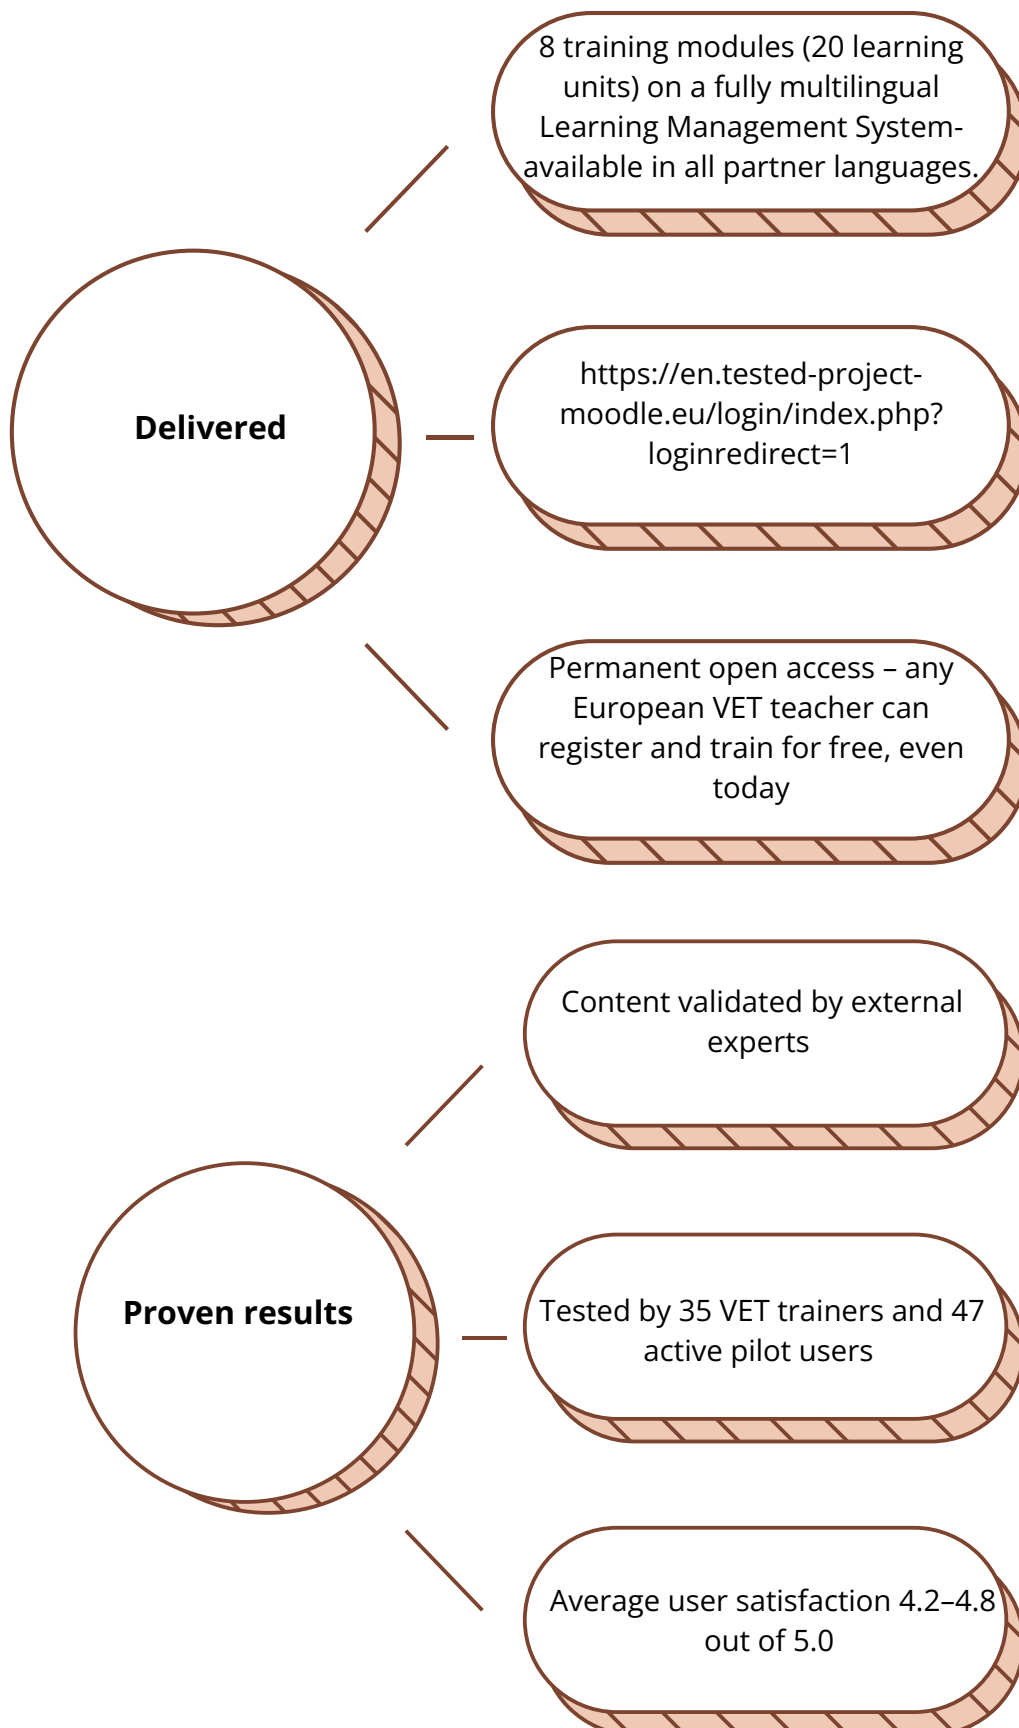 8 training modules (20 learning
units) on a fully multilingual
Learning Management System-
available in all partner languages.
Delivered
https://en.tested-project-
moodle.eu/login/index.php?
loginredirect=1
Permanent open access – any
European VET teacher can
register and train for free, even
today
Content validated by external
experts
Proven results
Tested by 35 VET trainers and 47
active pilot users
Average user satisfaction 4.2–4.8
out of 5.0